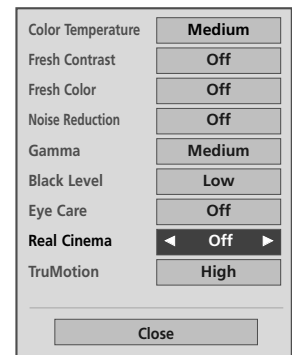 Color Temperature Medium
Fresh Contrast Off
Fresh Color Off
Noise Reduction Off
Gamma Medium
Black Level Low
Eye Care Off
Real Cinema ◄ Off ►
TruMotion High
Close